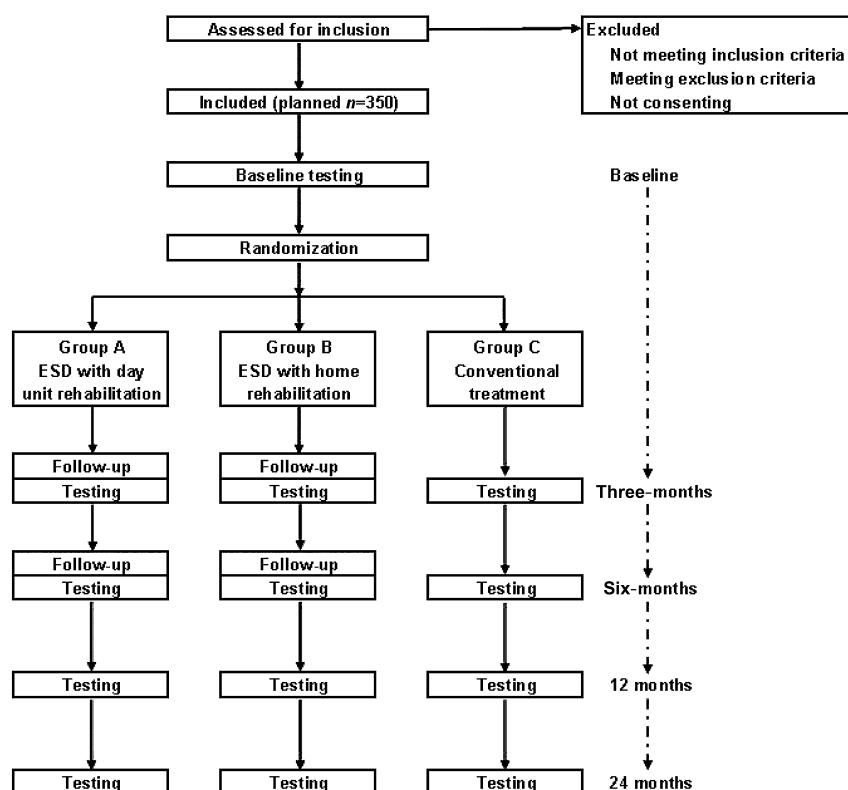 Assessed for inclusion
Excluded
Not meeting inclusion criteria
Meeting exclusion criteria
Not consenting
Included (planned n=350)
Baseline testing
Baseline
Randomization
Group A
ESD with day
unit rehabilitation
Group B
ESD with home
rehabilitation
Group C
Conventional
treatment
Follow-up
Testing
Follow-up
Testing
Testing
Three-months
Follow-up
Testing
Follow-up
Testing
Testing
Six-months
Testing
Testing
Testing
12 months
Testing
Testing
Testing
24 months